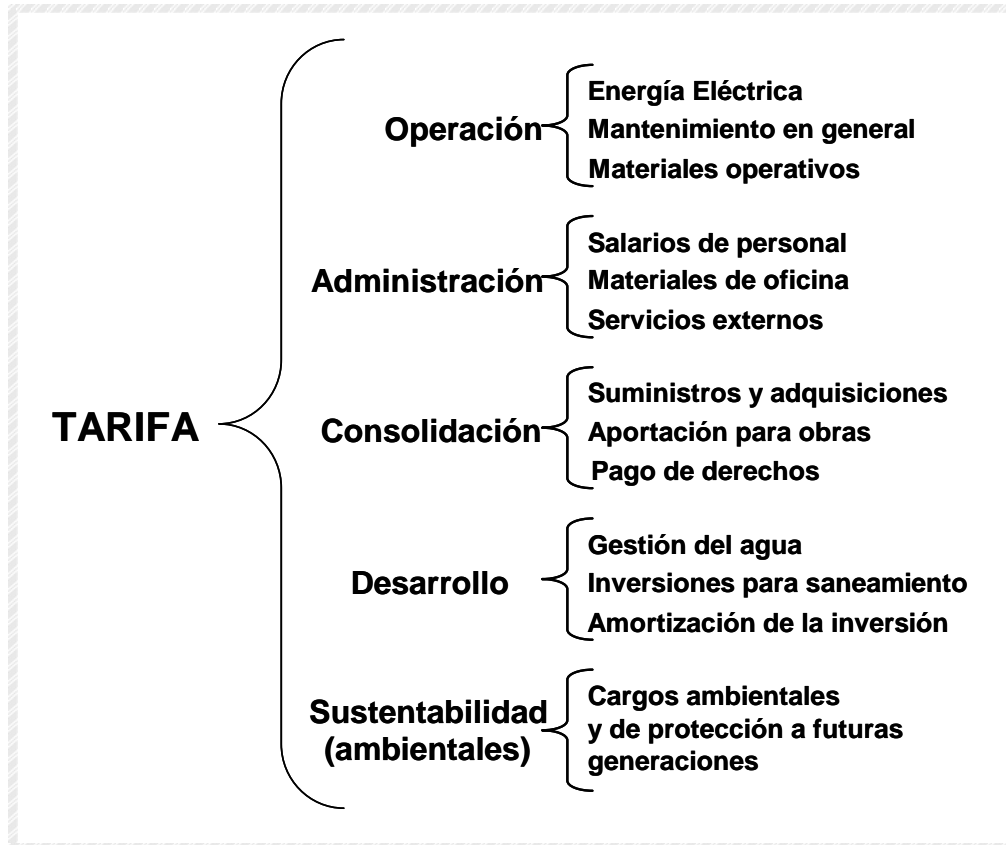 TARIFA
Operación
Energía Eléctrica
Mantenimiento en general
Materiales operativos
Administración
Salarios de personal
Materiales de oficina
Servicios externos
Consolidación
Suministros y adquisiciones
Aportación para obras
Pago de derechos
Desarrollo
Gestión del agua
Inversiones para saneamiento
Amortización de la inversión
Sustentabilidad
(ambientales)
Cargos ambientales
y de protección a futuras
generaciones